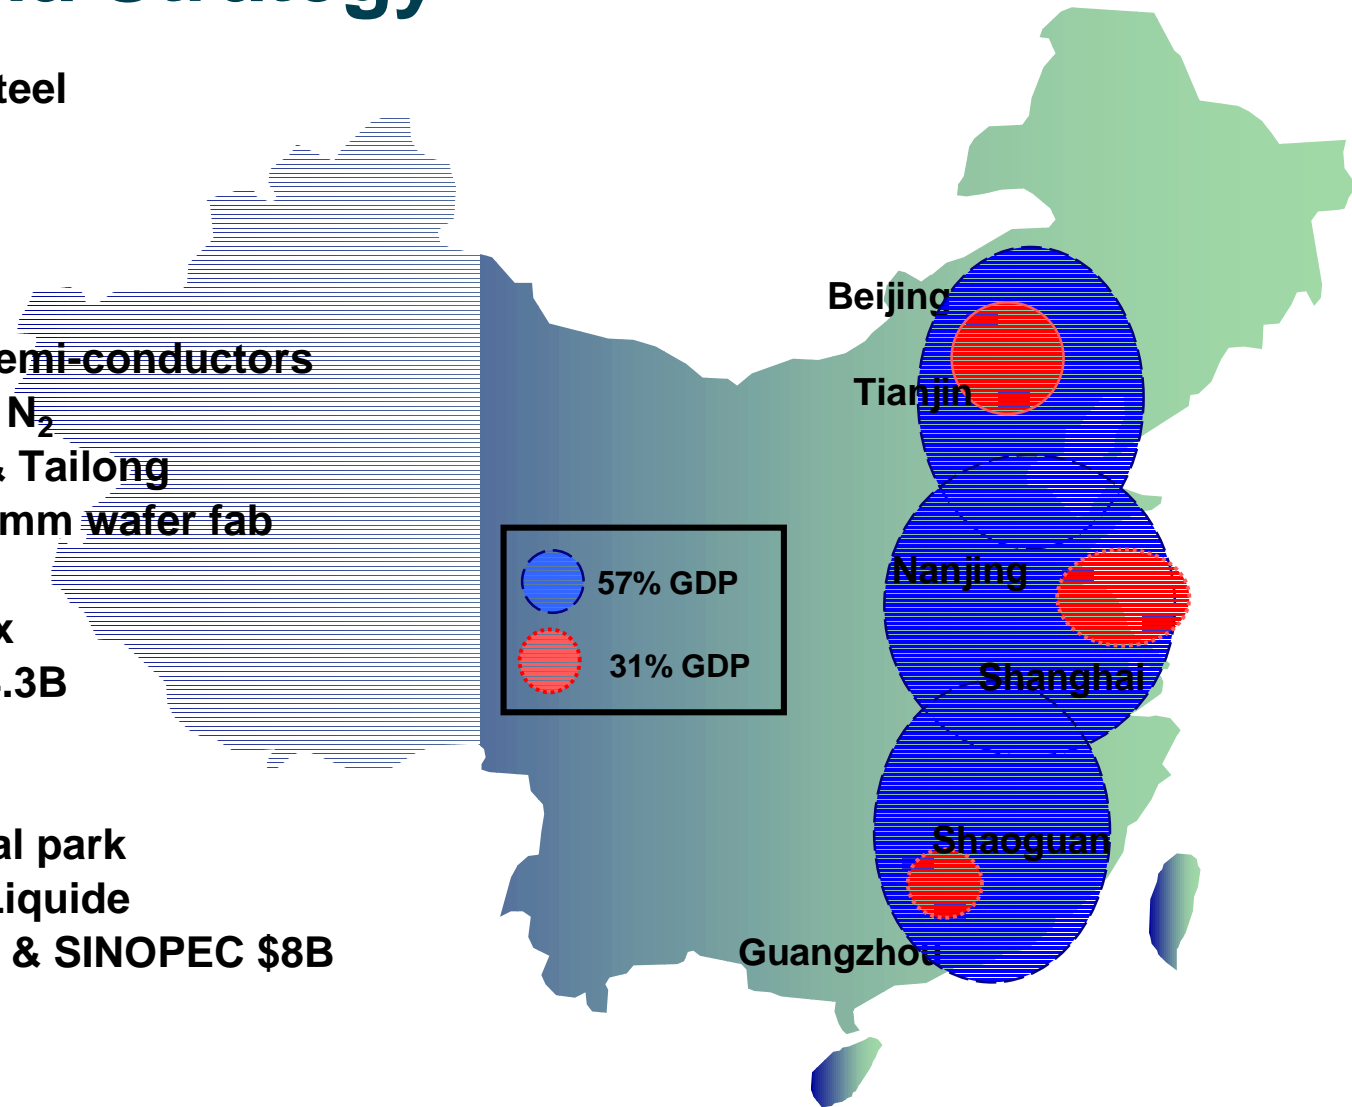 Strategy
teel
emi-conductors
N₂
& Tailong
mm wafer fab
x
.3B
al park
Liquide
& SINOPEC $8B
Beijing
Tianjin
Nanjing
Shanghai
Shaoguan
Guangzhou
57% GDP
31% GDP